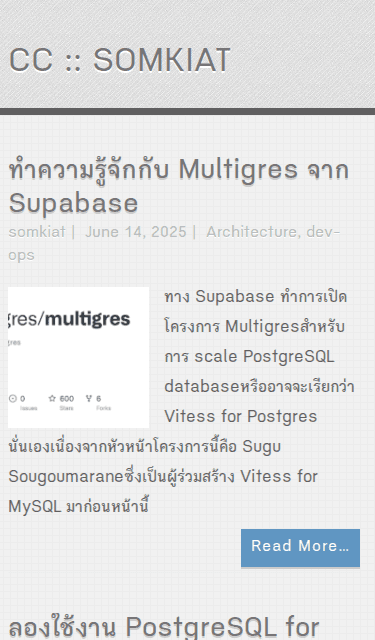 CC :: SOMKIAT
ทำความรู้จักกับ Multigres จาก
Supabase
somkiat | June 14, 2025 | Architecture, dev-
ops
gres/multigres
gres.
0
Issues
600
Stars
6
Forks
ทาง Supabase ทำการเปิด
โครงการ Multigresสำหรับ
การ scale PostgreSQL
databaseหรืออาจจะเรียกว่า
Vitess for Postgres
นั่นเองเนื่องจากหัวหน้าโครงการนี้คือ Sugu
Sougoumaraneซึ่งเป็นผู้ร่วมสร้าง Vitess for
MySQL มาก่อนหน้านี้
Read More…
ลองใช้งาน PostgreSQL for